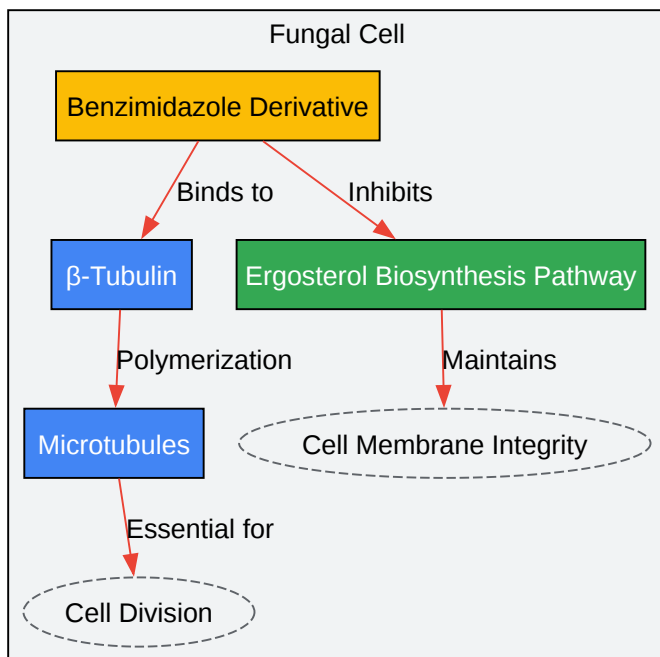 Fungal Cell
Benzimidazole Derivative
Binds to
Inhibits
β-Tubulin
Ergosterol Biosynthesis Pathway
Polymerization
Maintains
Microtubules
Cell Membrane Integrity
Essential for
Cell Division